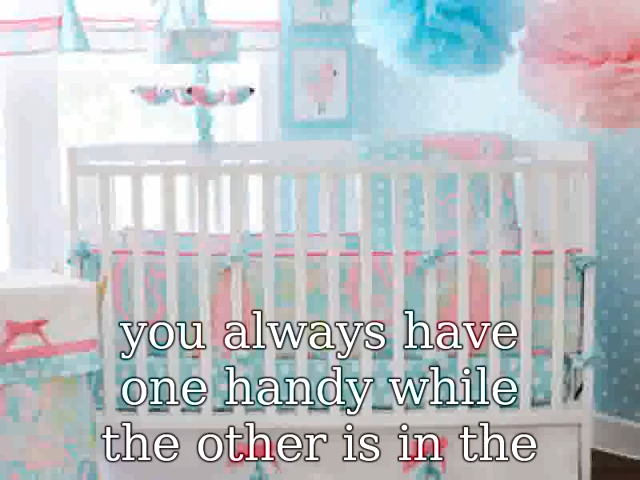 you always have
one handy while
the other is in the